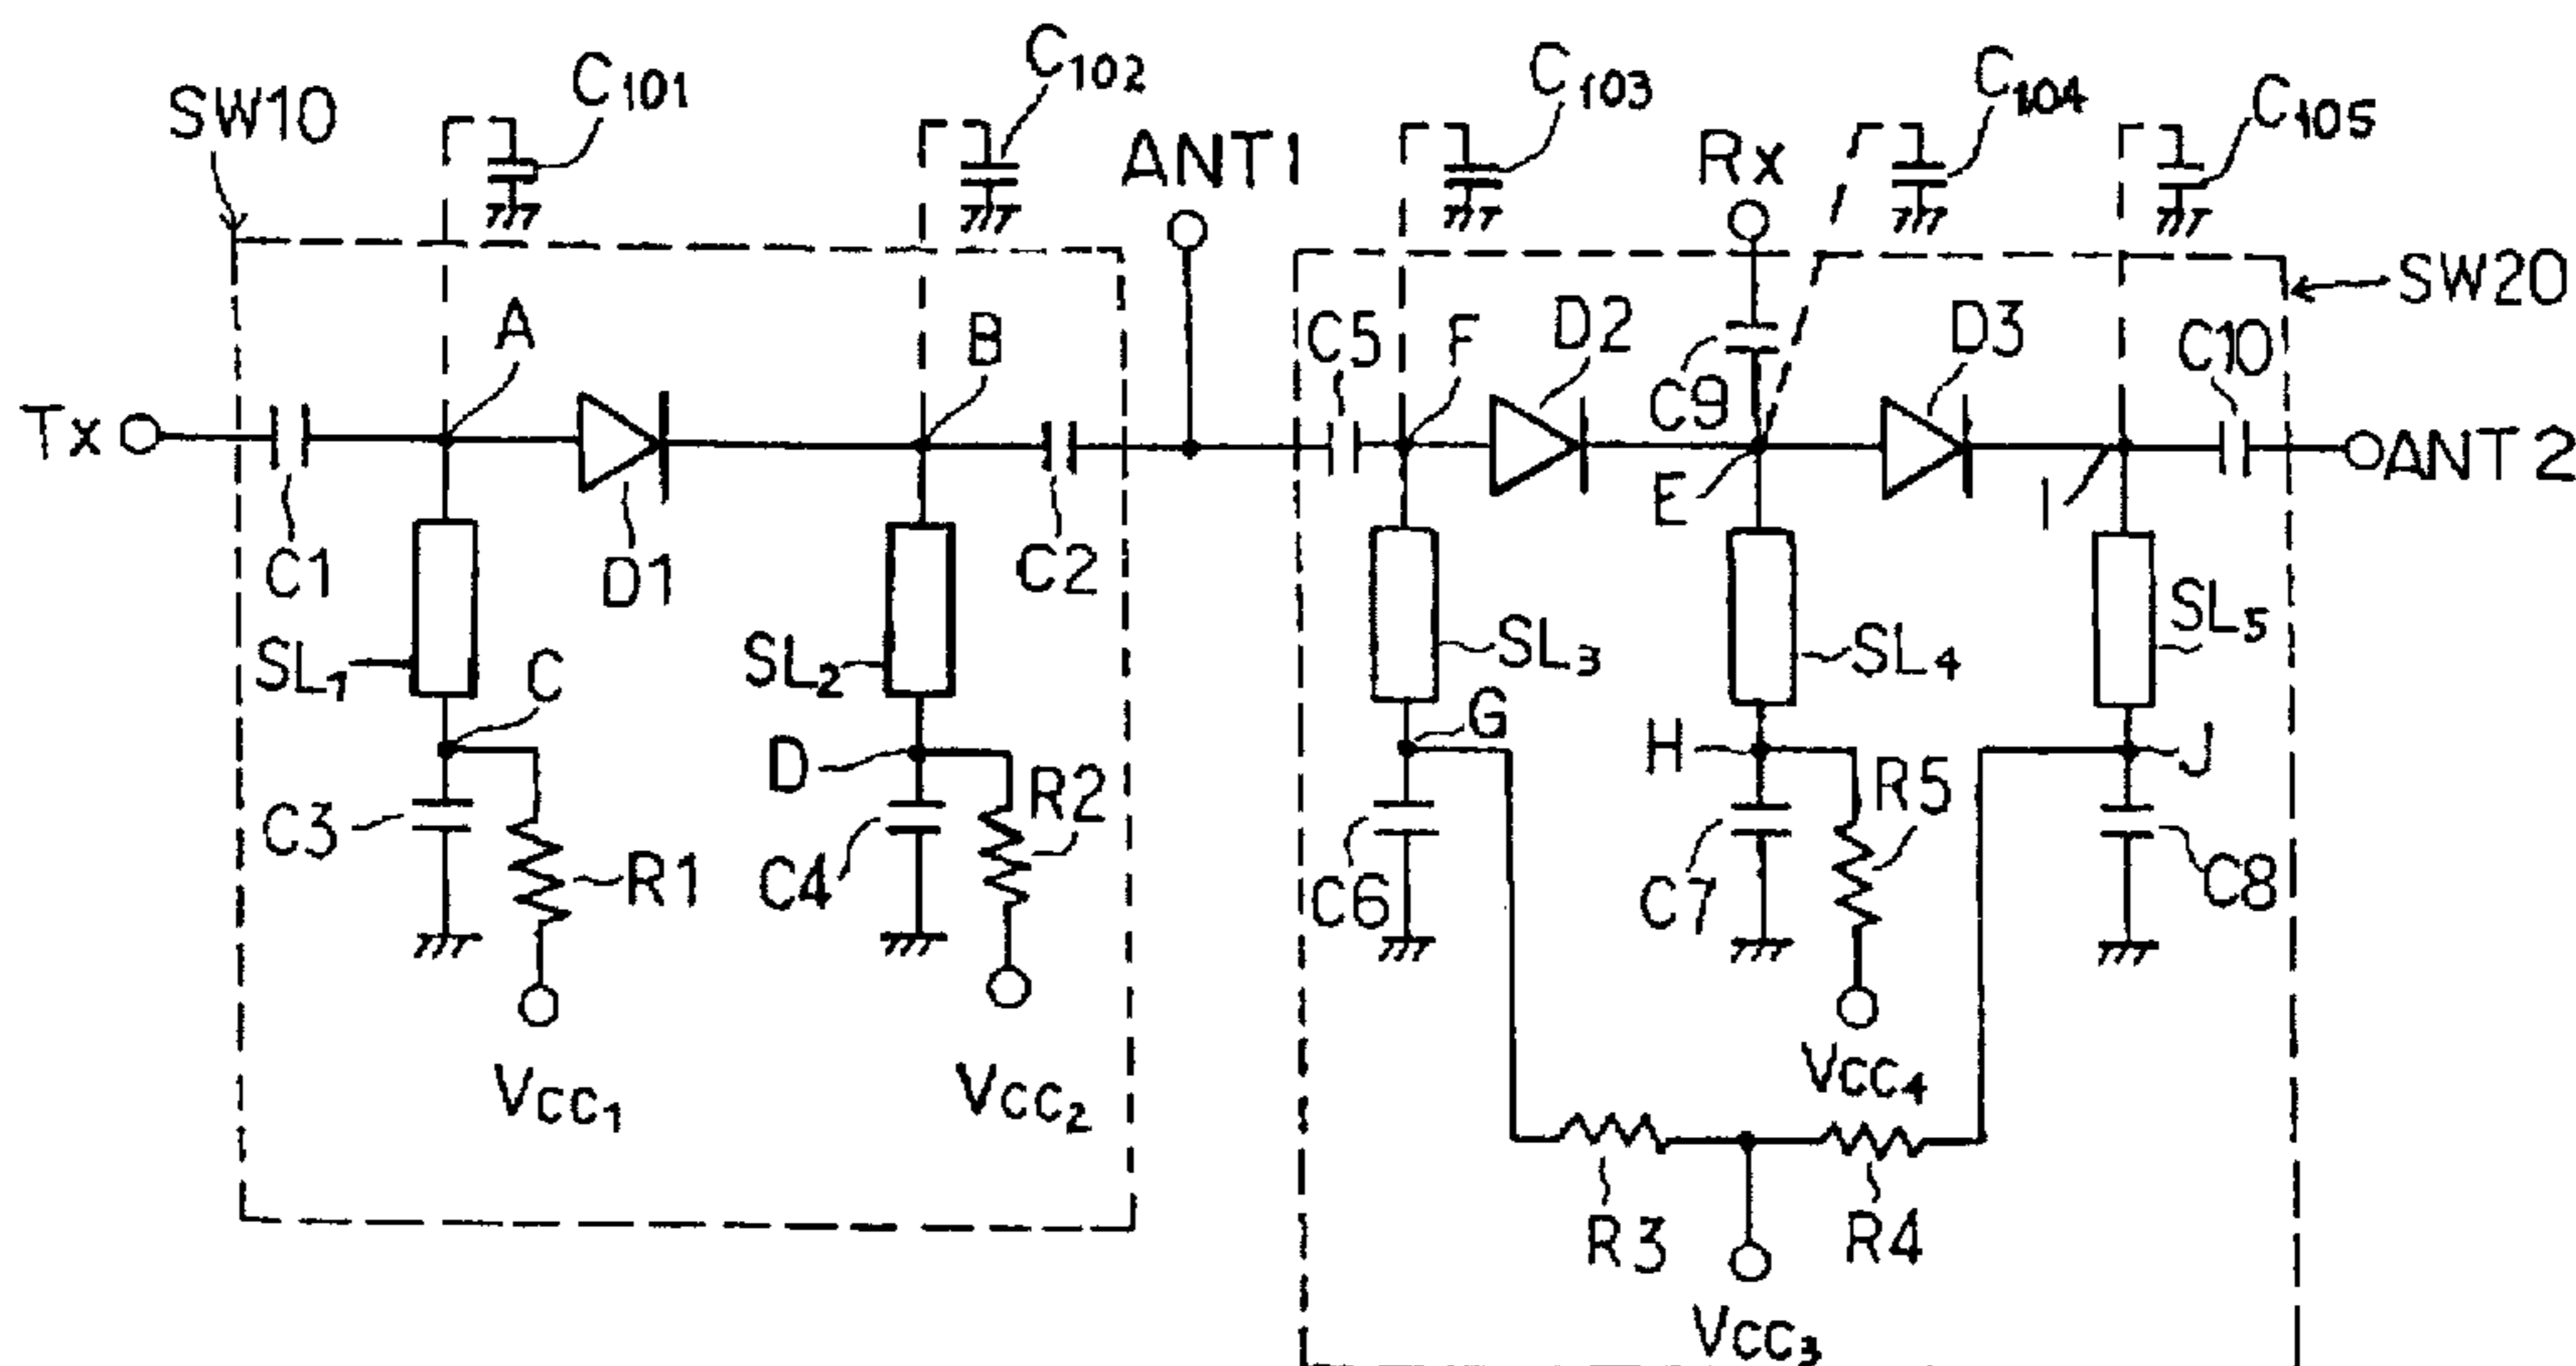 SW10
C101
C102
ANT1
C103
Rx
C104
C105
SW20
A
B
C5
F
D2
C9
D3
C10
Tx
E
I
ANT2
C1
D1
C2
SL1
C
SL2
SL3
SL4
SL5
D
G
H
J
C3
R1
C4
R2
C6
C7
R5
C8
Vcc1
Vcc2
Vcc4
R3
R4
Vcc3